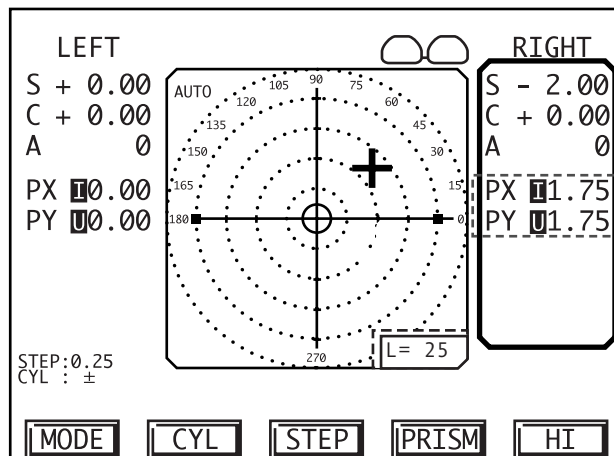 LEFT
S + 0.00
C + 0.00
A 0
PX I0.00
PY U0.00
STEP:0.25
CYL : ±
AUTO
90
105
75
120
60
135
45
150
30
165
15
180
0
270
L= 25
RIGHT
S - 2.00
C + 0.00
A 0
PX I1.75
PY U1.75
MODE CYL STEP PRISM HI